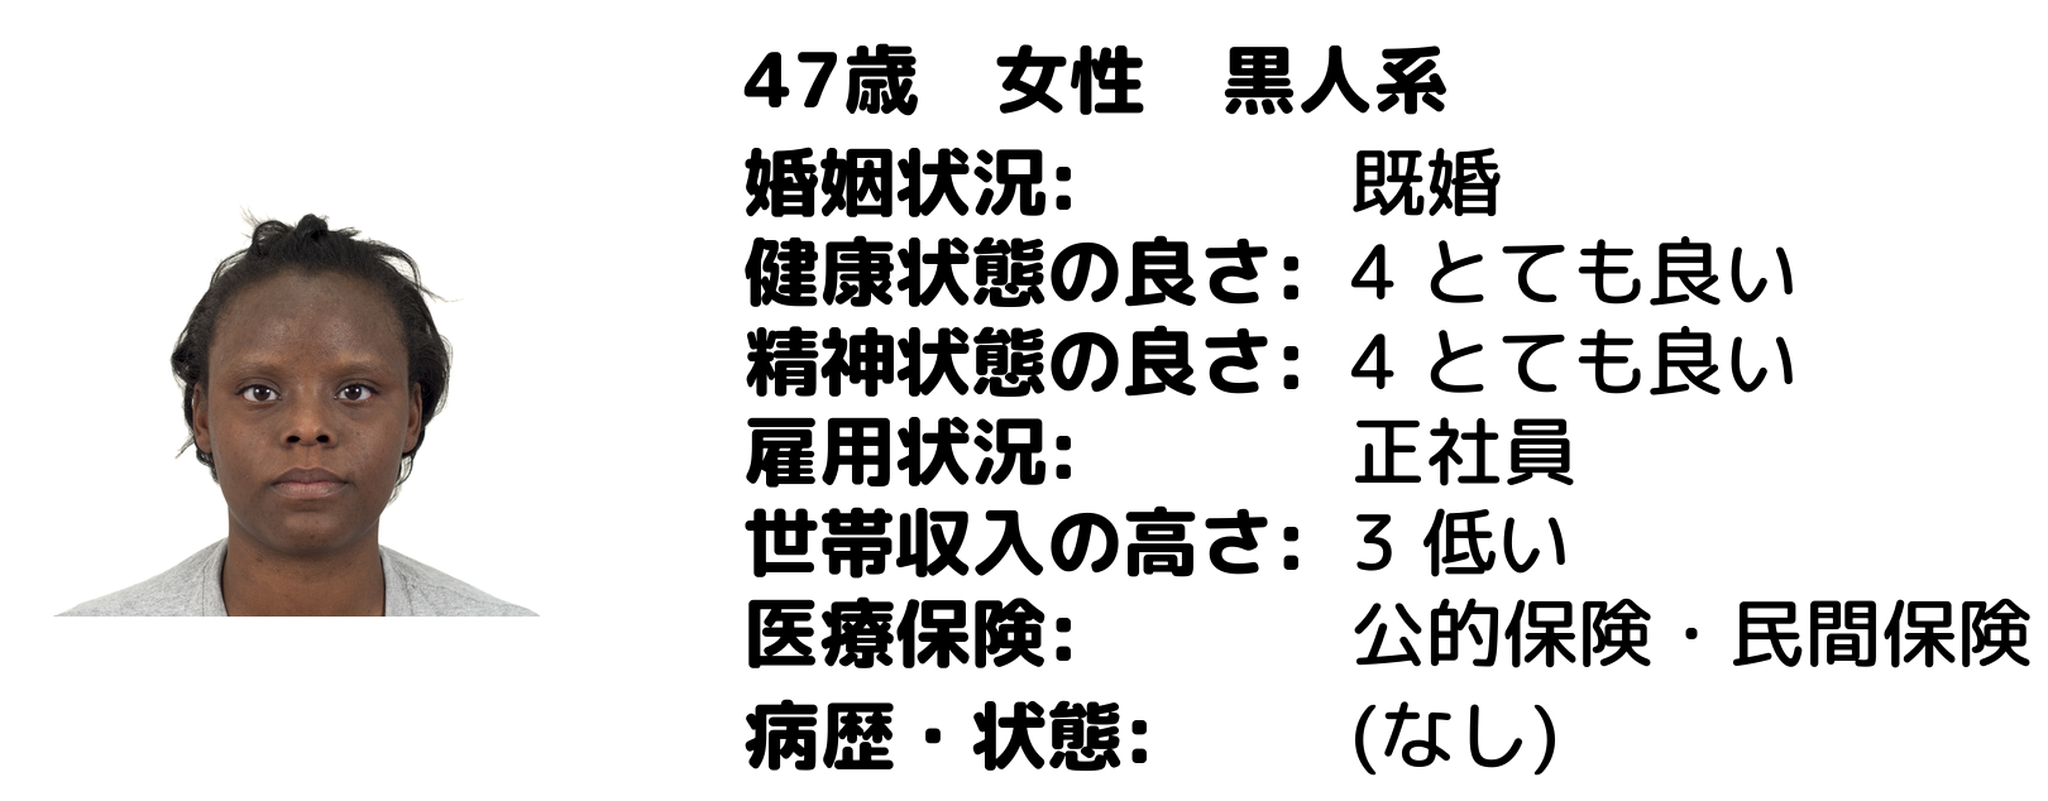 47歳　女性　黒人系
婚姻状況: 既婚
健康状態の良さ: 4 とても良い
精神状態の良さ: 4 とても良い
雇用状況: 正社員
世帯収入の高さ: 3 低い
医療保険: 公的保険・民間保険
病歴・状態: (なし)